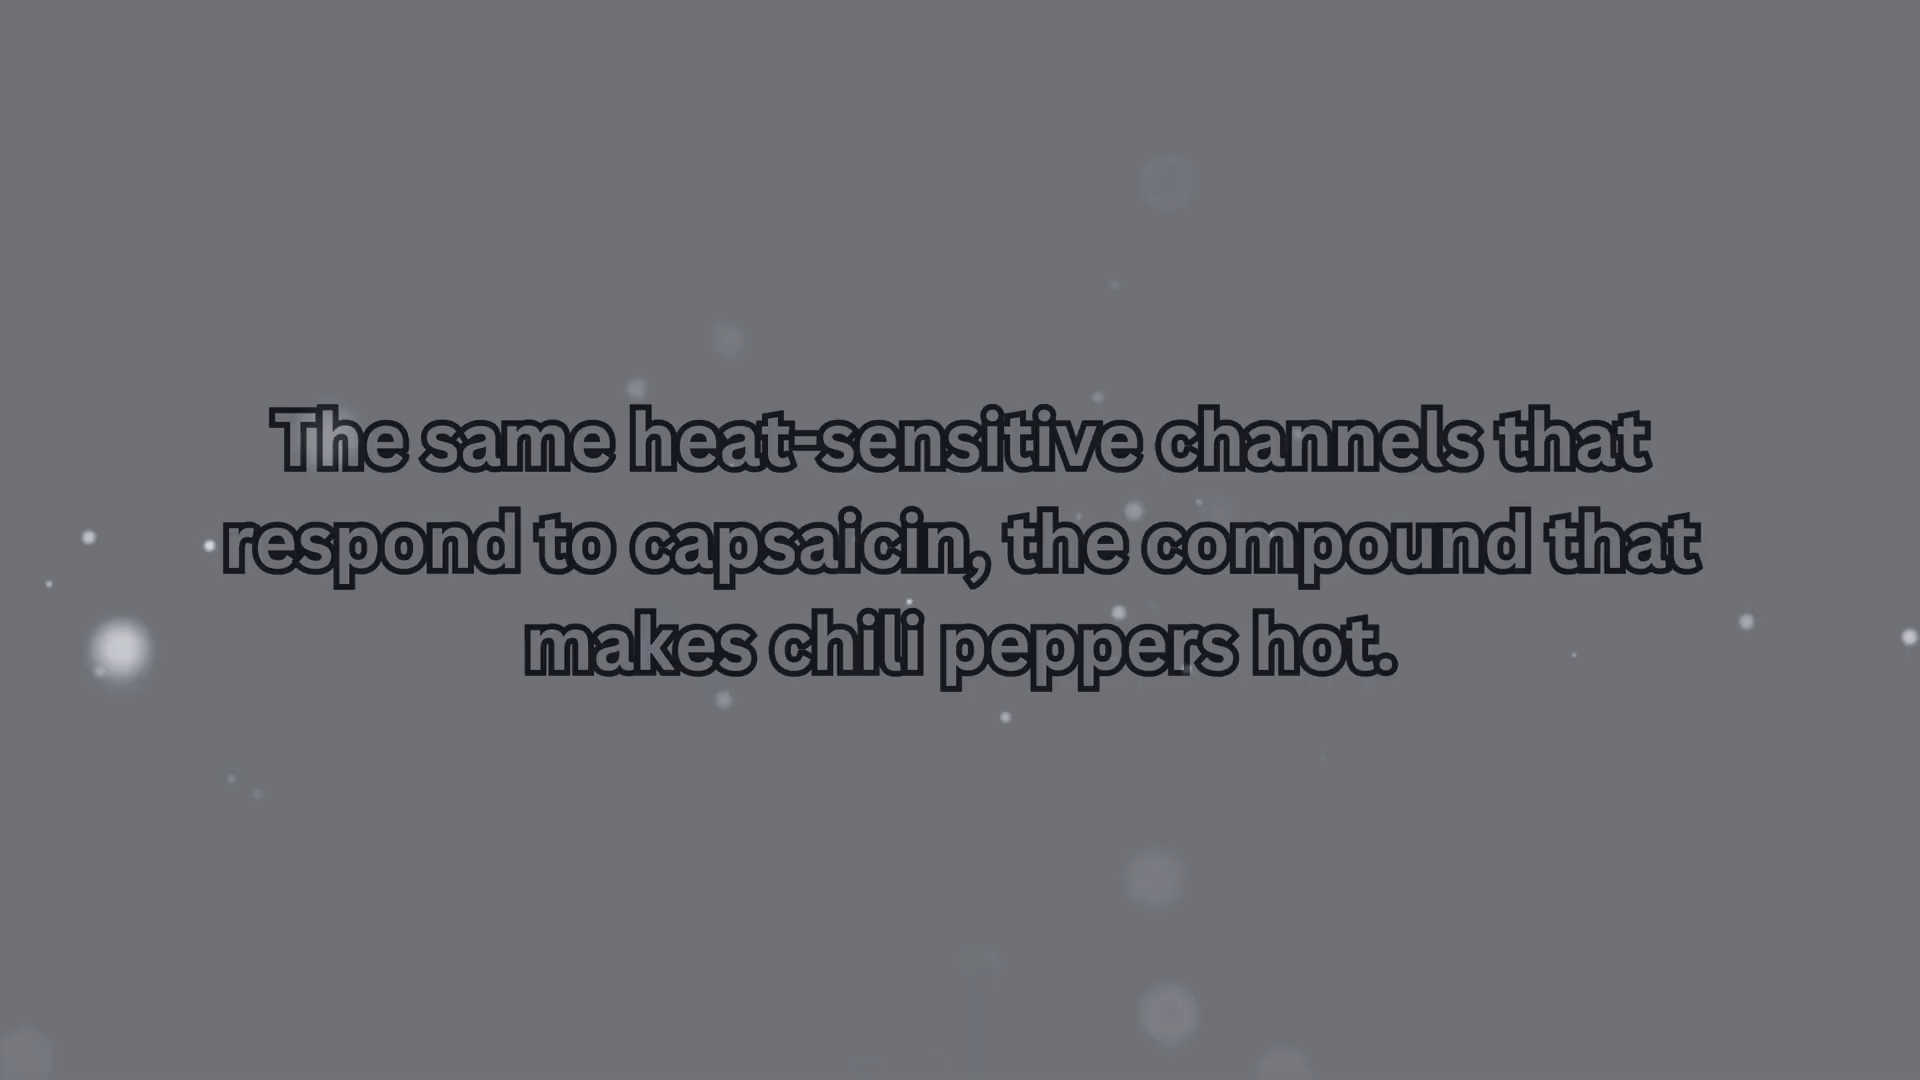 The same heat-sensitive channels that
respond to capsaicin, the compound that
makes chili peppers hot.